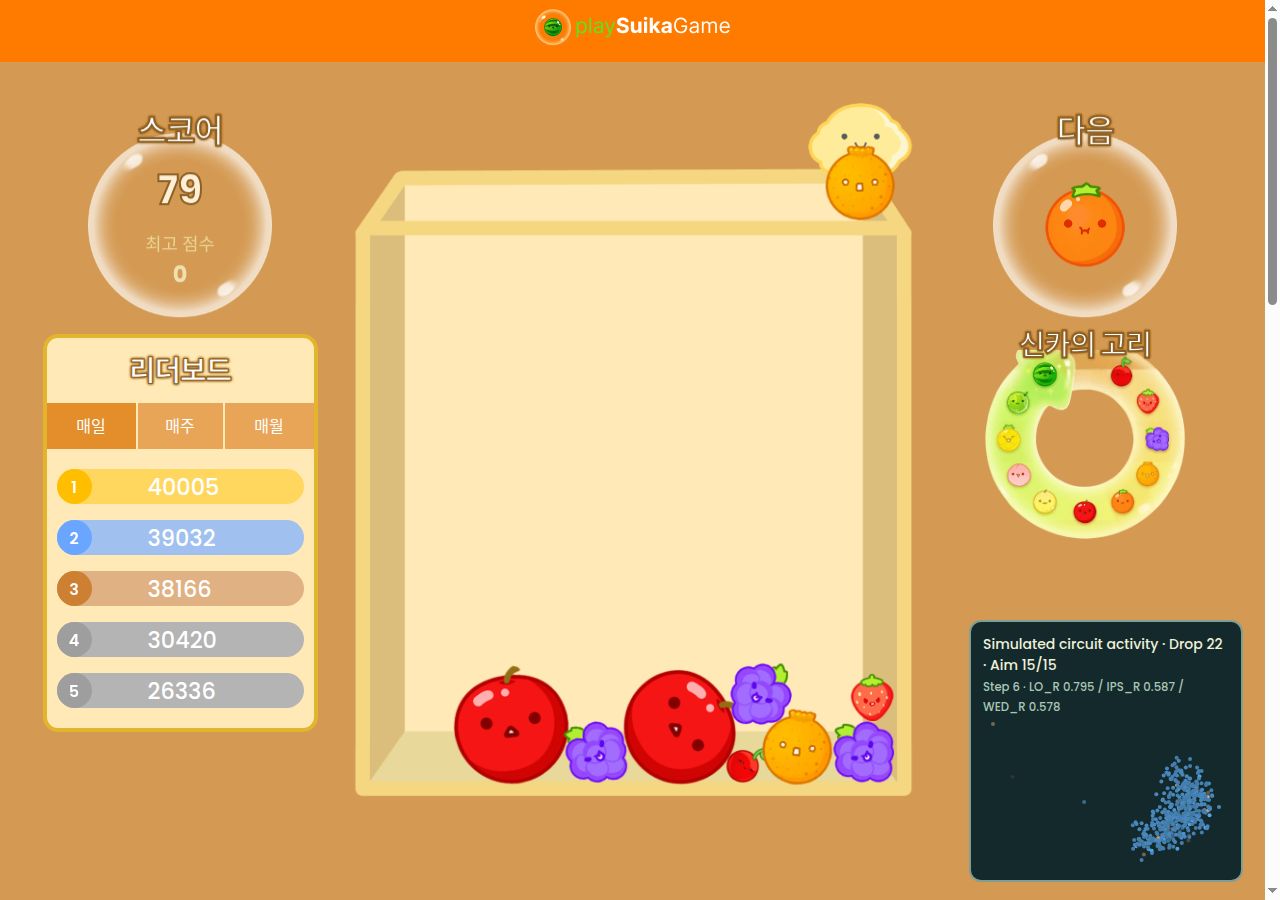 playSuikaGame
스코어
79
최고 점수
0
다음
신카의 고리
리더보드
매일 매주 매월
1 40005
2 39032
3 38166
4 30420
5 26336
Simulated circuit activity · Drop 22
· Aim 15/15
Step 6 · LO_R 0.795 / IPS_R 0.587 /
WED_R 0.578